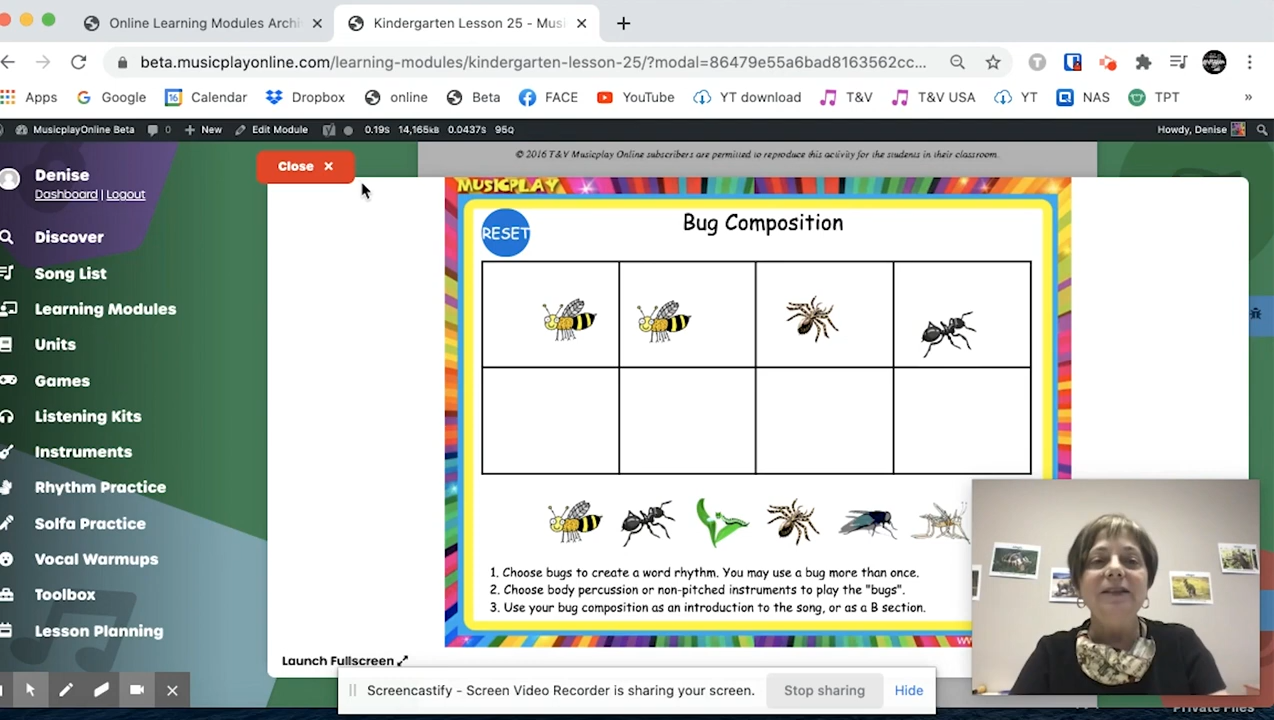 Online Learning Modules Archi
Kindergarten Lesson 25 - Musi
beta.musicplayonline.com/learning-modules/kindergarten-lesson-25/?modal=86479e55a6bad8163562cc...
T
Apps Google 16 Calendar Dropbox online Beta FACE YouTube YT download T&V T&V USA YT NAS TPT »
MusicplayOnline Beta 0 New Edit Module 0.19s 14,165kB 0.0437s 95Q Howdy, Denise
© 2016 T&V Musicplay Online subscribers are permitted to reproduce this activity for the students in their classroom.
Close ×
Denise
Dashboard | Logout
Discover
Song List
Learning Modules
Units
Games
Listening Kits
Instruments
Rhythm Practice
Solfa Practice
Vocal Warmups
Toolbox
Lesson Planning
MUSICPLAY
RESET
Bug Composition
1. Choose bugs to create a word rhythm. You may use a bug more than once.
2. Choose body percussion or non-pitched instruments to play the "bugs".
3. Use your bug composition as an introduction to the song, or as a B section.
Launch Fullscreen
Screencastify - Screen Video Recorder is sharing your screen.
Stop sharing
Hide
Private Files